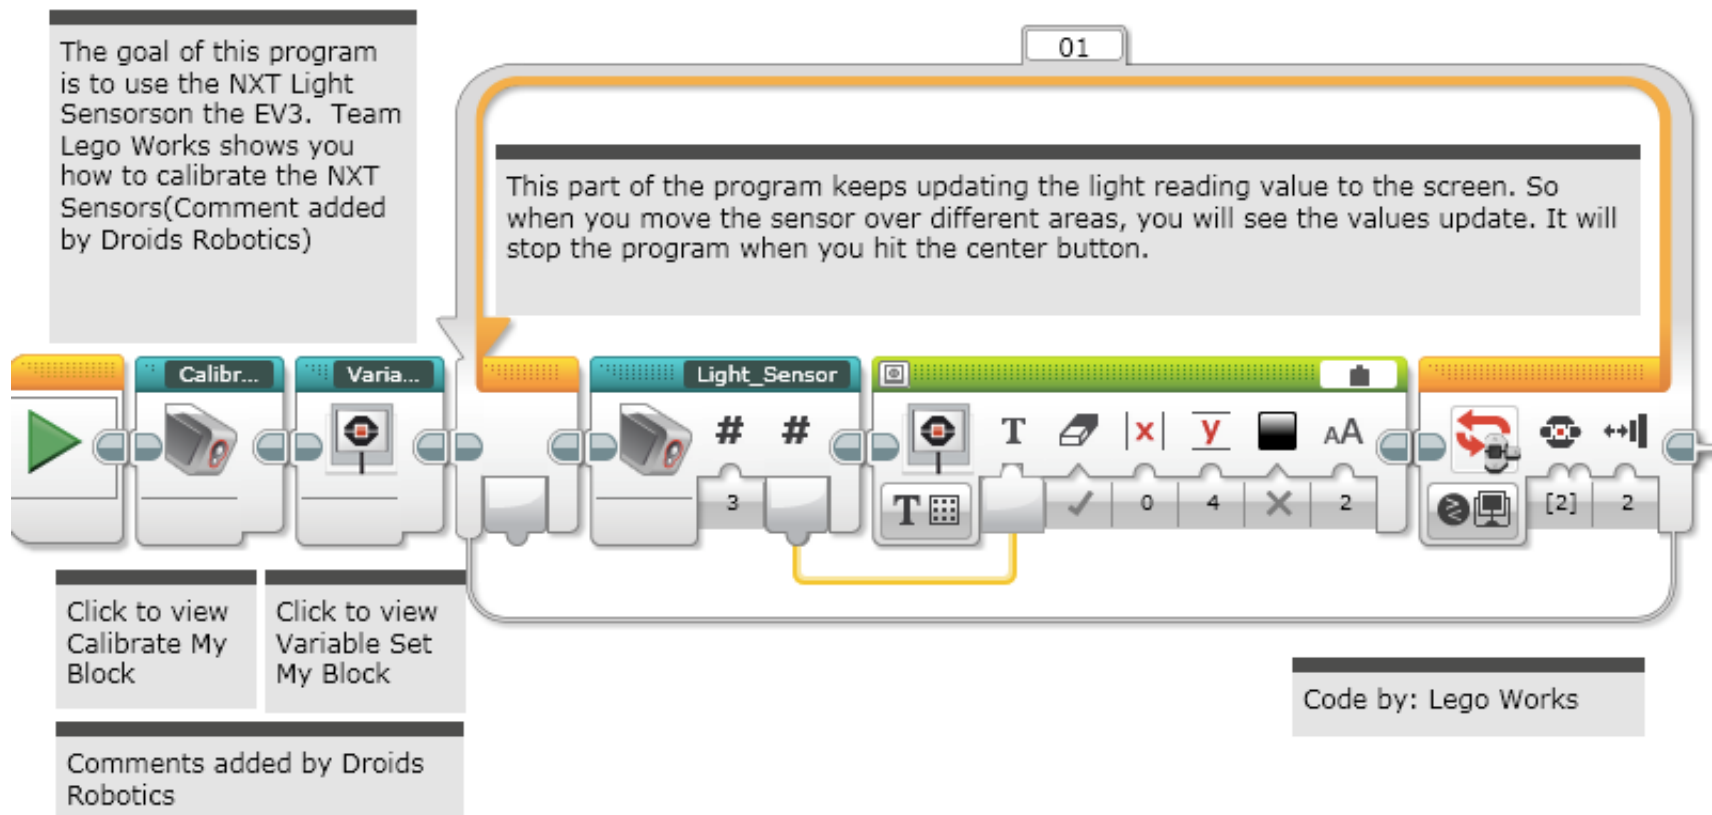 The goal of this program
is to use the NXT Light
Sensorson the EV3.  Team
Lego Works shows you
how to calibrate the NXT
Sensors(Comment added
by Droids Robotics)
01
This part of the program keeps updating the light reading value to the screen. So
when you move the sensor over different areas, you will see the values update. It will
stop the program when you hit the center button.
Calibr...
Varia...
Light_Sensor
# #
T x y AA
3
T
0 4 2
[2] 2
Click to view
Calibrate My
Block
Click to view
Variable Set
My Block
Code by: Lego Works
Comments added by Droids
Robotics